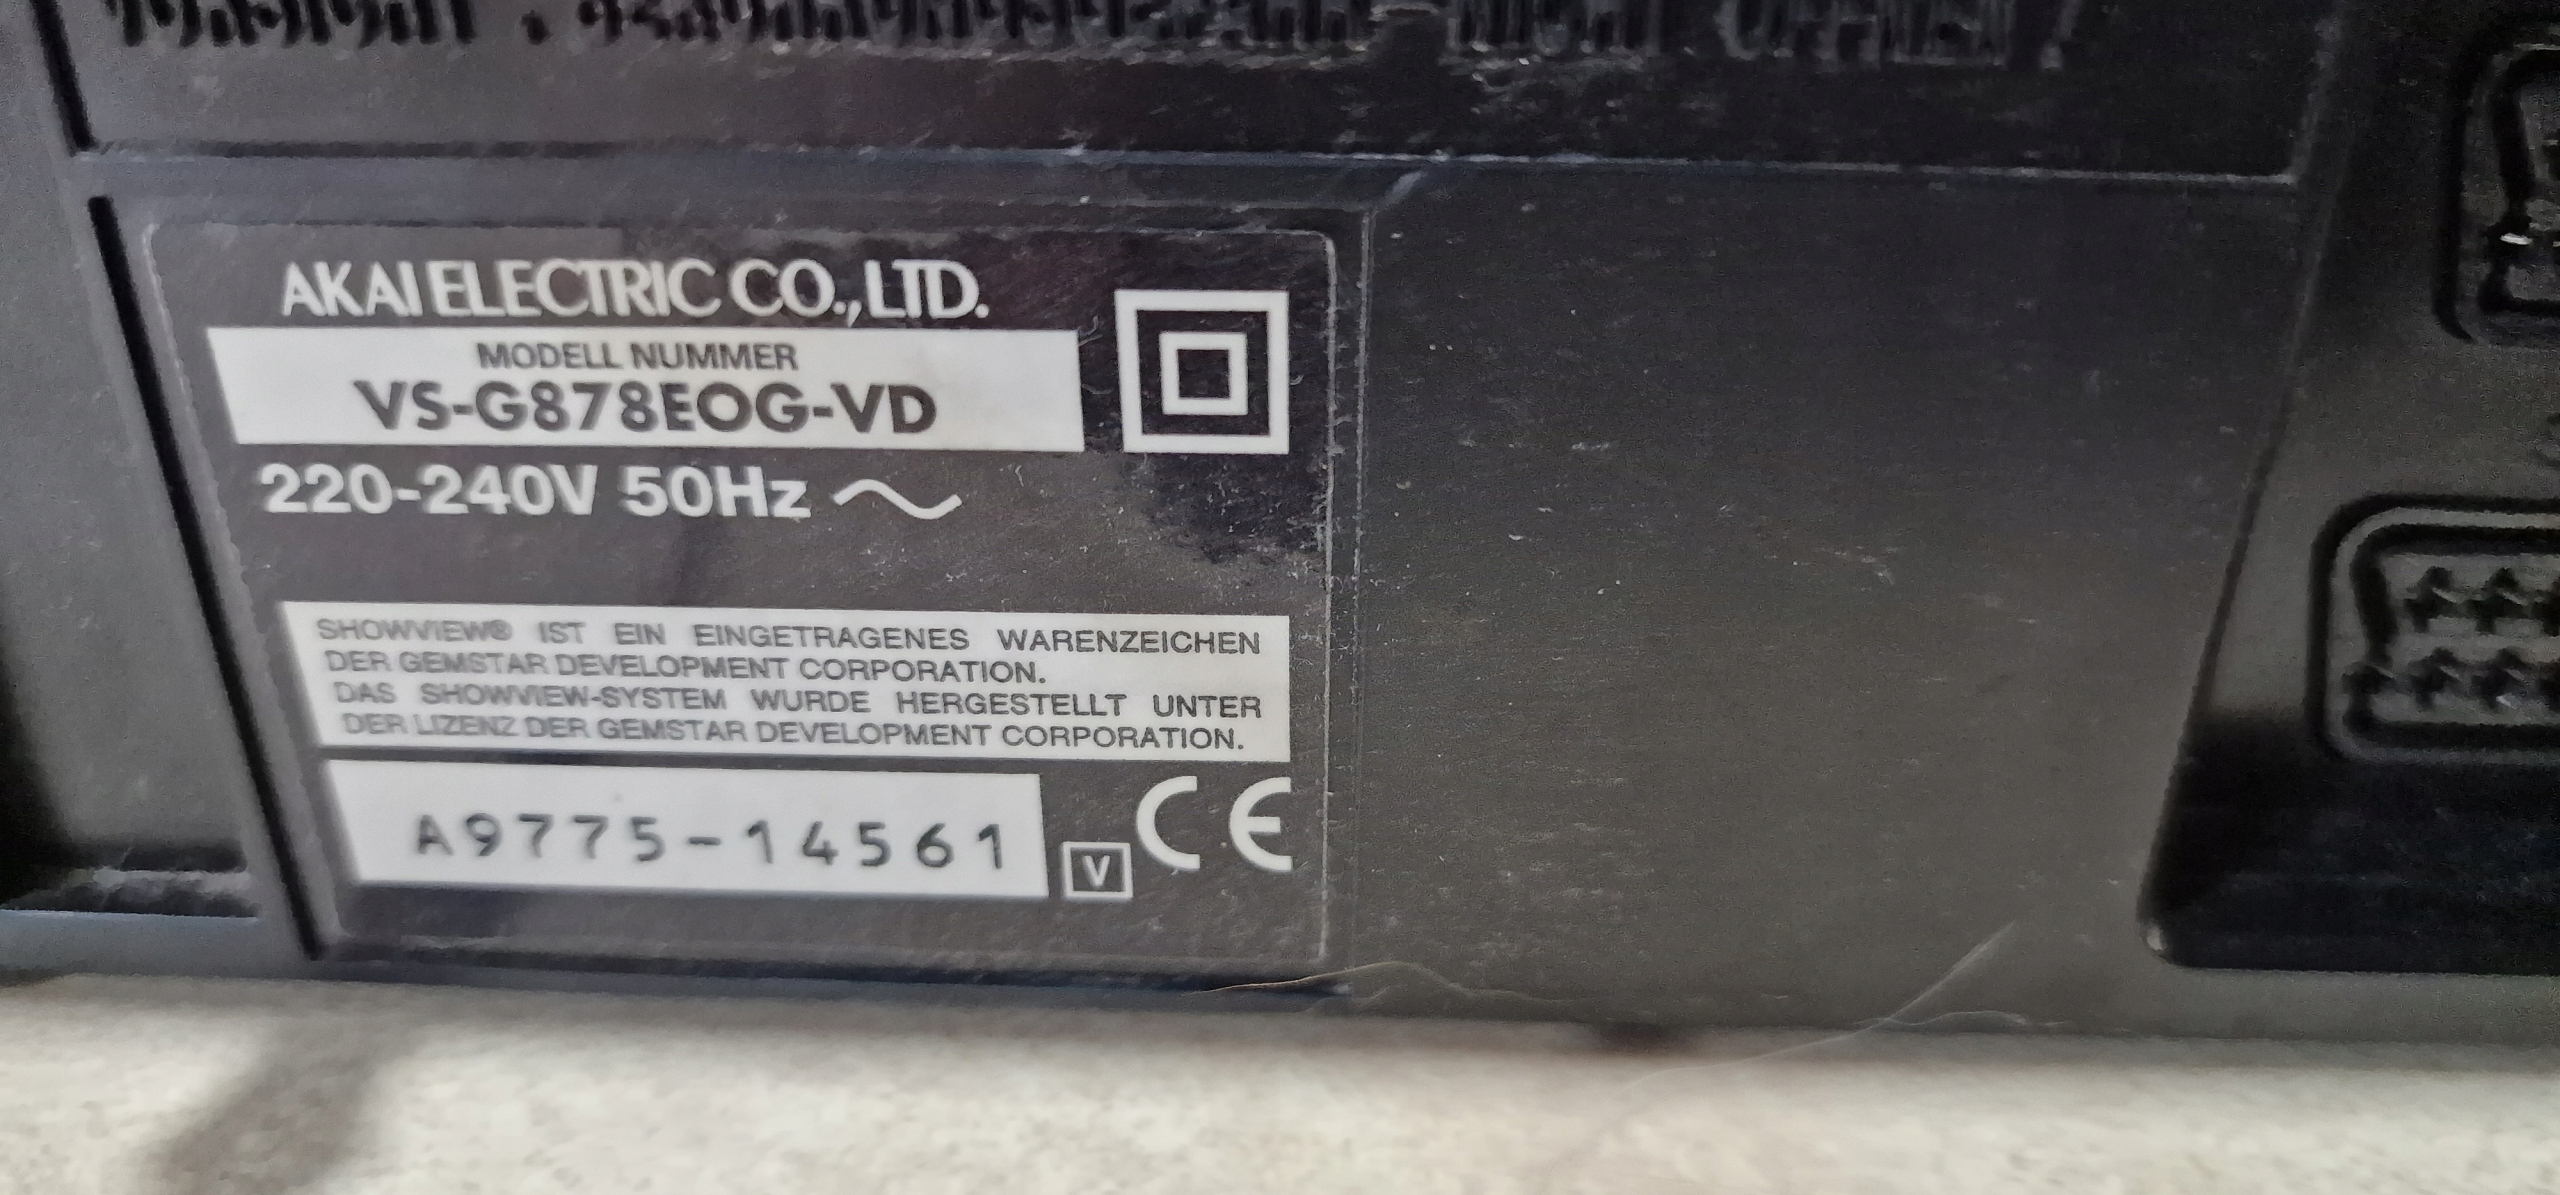 AKAI ELECTRIC CO., LTD.
MODELL NUMMER
VS-G878EOG-VD
220-240V 50Hz ~
SHOWVIEW® IST EIN EINGETRAGENES WARENZEICHEN
DER GEMSTAR DEVELOPMENT CORPORATION.
DAS SHOWVIEW-SYSTEM WURDE HERGESTELLT UNTER
DER LIZENZ DER GEMSTAR DEVELOPMENT CORPORATION.
A9775-14561
V CE